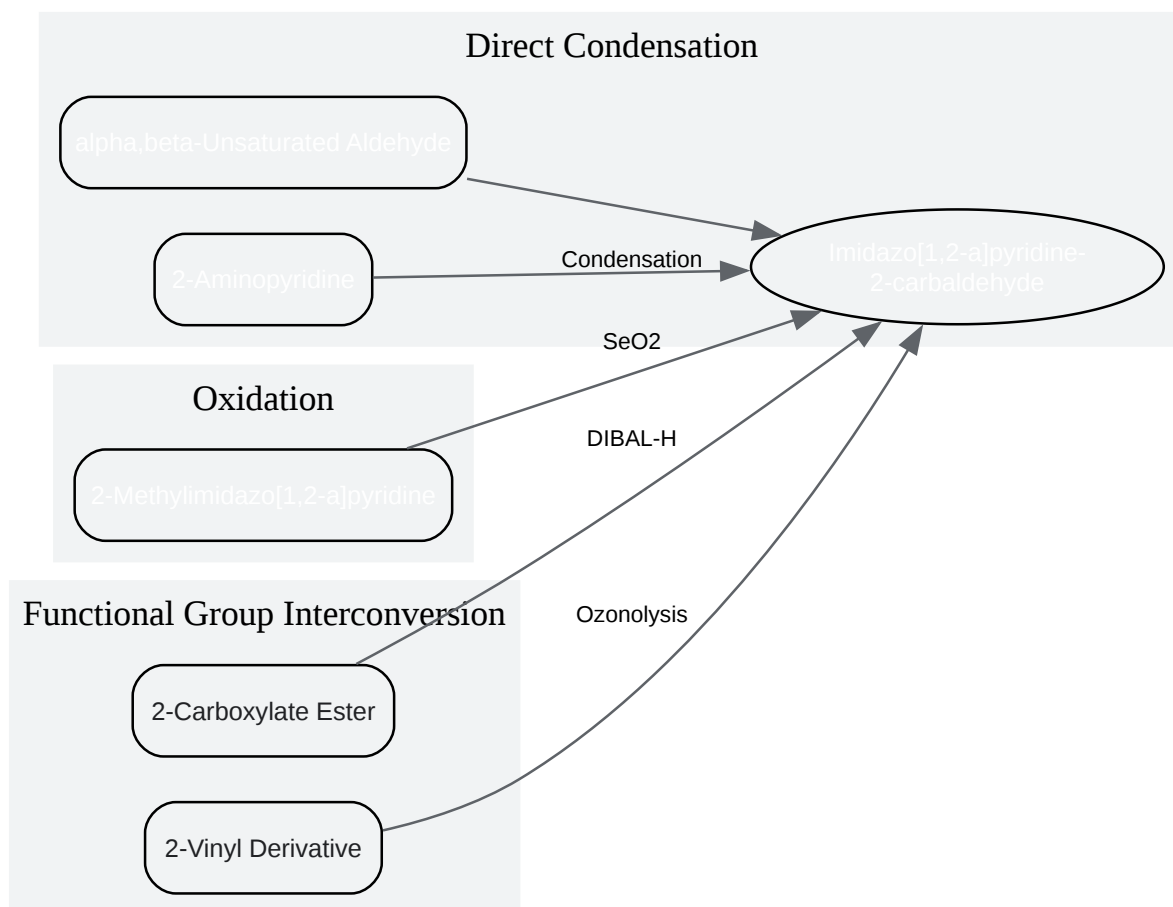 Direct Condensation
alpha,beta-Unsaturated Aldehyde
2-Aminopyridine
Condensation
Imidazo[1,2-a]pyridine-
2-carbaldehyde
SeO2
Oxidation
2-Methylimidazo[1,2-a]pyridine
DIBAL-H
Functional Group Interconversion
Ozonolysis
2-Carboxylate Ester
2-Vinyl Derivative